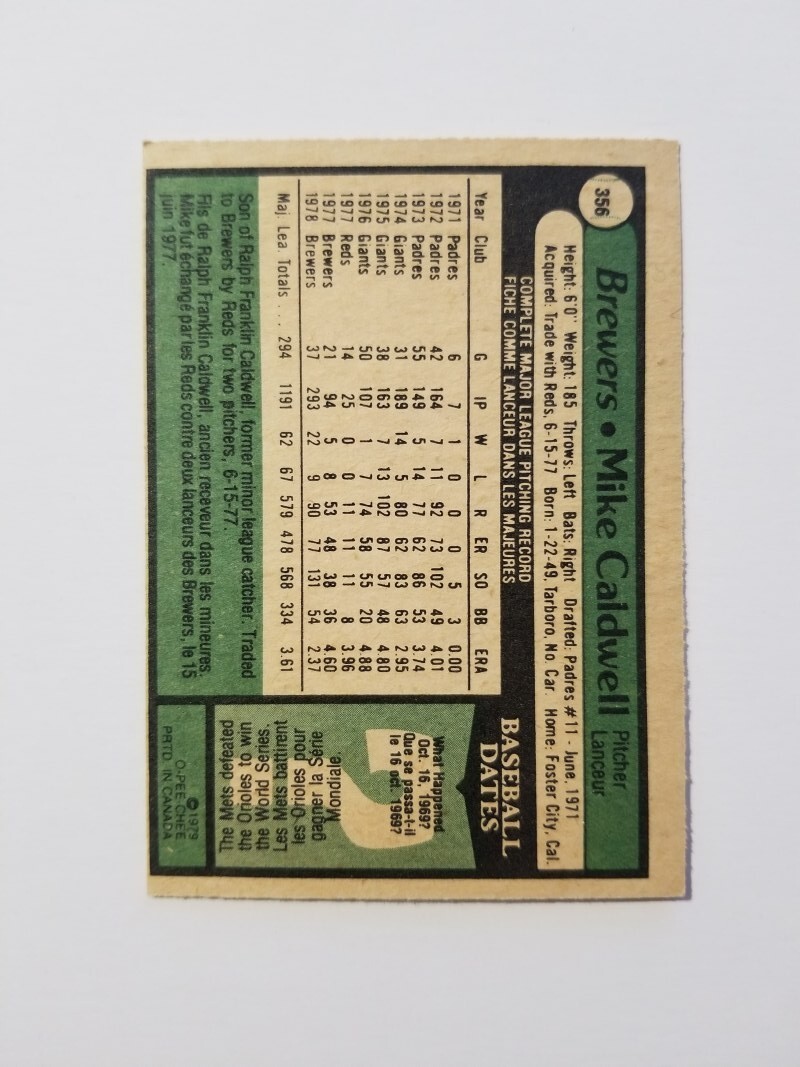 356
Brewers • Mike Caldwell
Pitcher
Lanceur
Height: 6'0" Weight: 185 Throws: Left Bats: Right Drafted: Padres #11 - June, 1971
Acquired: Trade with Reds, 6-15-77 Born: 1-22-49, Tarboro, No. Car. Home: Foster City, Cal.
COMPLETE MAJOR LEAGUE PITCHING RECORD
FICHE COMME LANCEUR DANS LES MAJEURES
Year Club G IP W L R ER SO BB ERA
1971 Padres 6 7 1 0 0 0 5 3 0.00
1972 Padres 42 164 7 11 92 73 102 49 4.01
1973 Padres 55 149 5 14 77 62 86 53 3.74
1974 Giants 31 189 14 5 80 62 83 63 2.95
1975 Giants 38 163 7 13 102 87 57 48 4.80
1976 Giants 50 107 1 7 74 58 55 20 4.88
1977 Reds 14 25 0 0 11 11 11 8 3.96
1977 Brewers 21 94 5 8 53 48 38 36 4.60
1978 Brewers 37 293 22 9 90 77 131 54 2.37
Maj. Lea Totals . . . 294 1191 62 67 579 478 568 334 3.61
Son of Ralph Franklin Caldwell, former minor league catcher. Traded
to Brewers by Reds for two pitchers, 6-15-77.
Fils de Ralph Franklin Caldwell, ancien receveur dans les mineures.
Mike fut échangé par les Reds contre deux lanceurs des Brewers, le 15
juin 1977.
BASEBALL
DATES
What Happened
Oct. 16, 1969?
Que se passa-t-il
le 16 oct. 1969?
The Mets defeated
the Orioles to win
the World Series.
Les Mets battirent
les Orioles pour
gagner la Série
Mondiale.
© 1979
O-PEE-CHEE
PRTD. IN CANADA